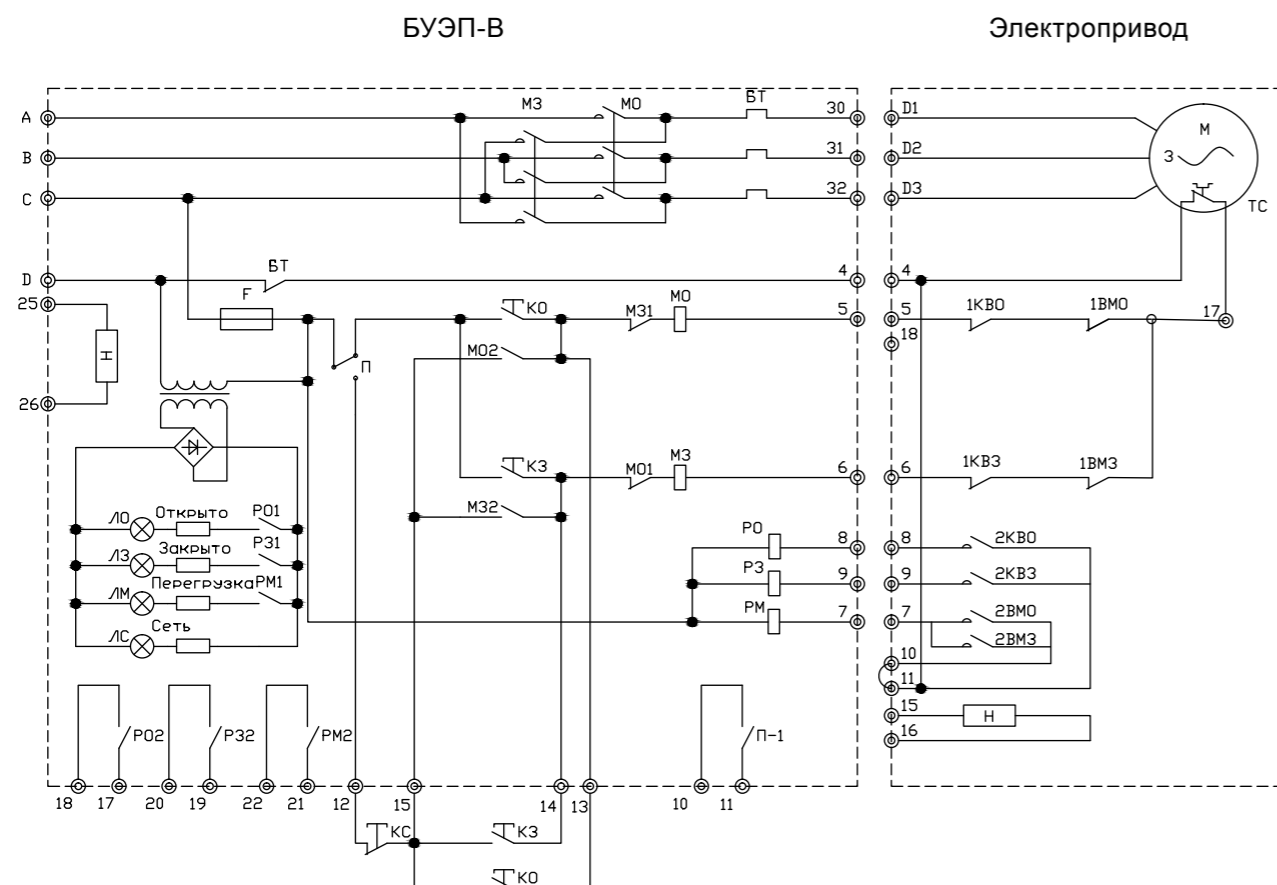 БУЭП-В Электропривод
А МЗ МО БТ 30 D1
М
В 31 D2 3
С 32 D3
ТС
D БТ 4 4
25 F КО МЗ1 МО 5 5 1КВО 1ВМО 17
18
Н МО2 П
26
КЗ МО1 МЗ 6 6 1КВЗ 1ВМЗ
МЗ2
ЛО Открыто РО1 РО 8 8 2КВО
ЛЗ Закрыто РЗ1 РЗ 9 9 2КВЗ
ЛМ Перегрузка РМ1 РМ 7 7 2ВМО
ЛС Сеть 2ВМЗ
10
11
15 Н
16
РО2 РЗ2 РМ2 П-1
18 17 20 19 22 21 12 15 14 13 10 11
КС КЗ
КО